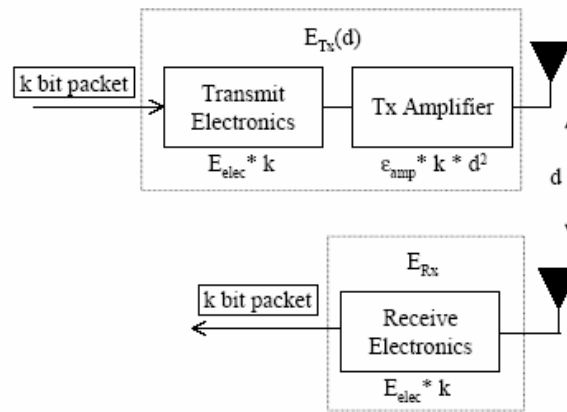 E_Tx(d)
k bit packet
Transmit
Electronics
Tx Amplifier
E_elec* k
ε_amp* k * d²
d
E_Rx
k bit packet
Receive
Electronics
E_elec* k